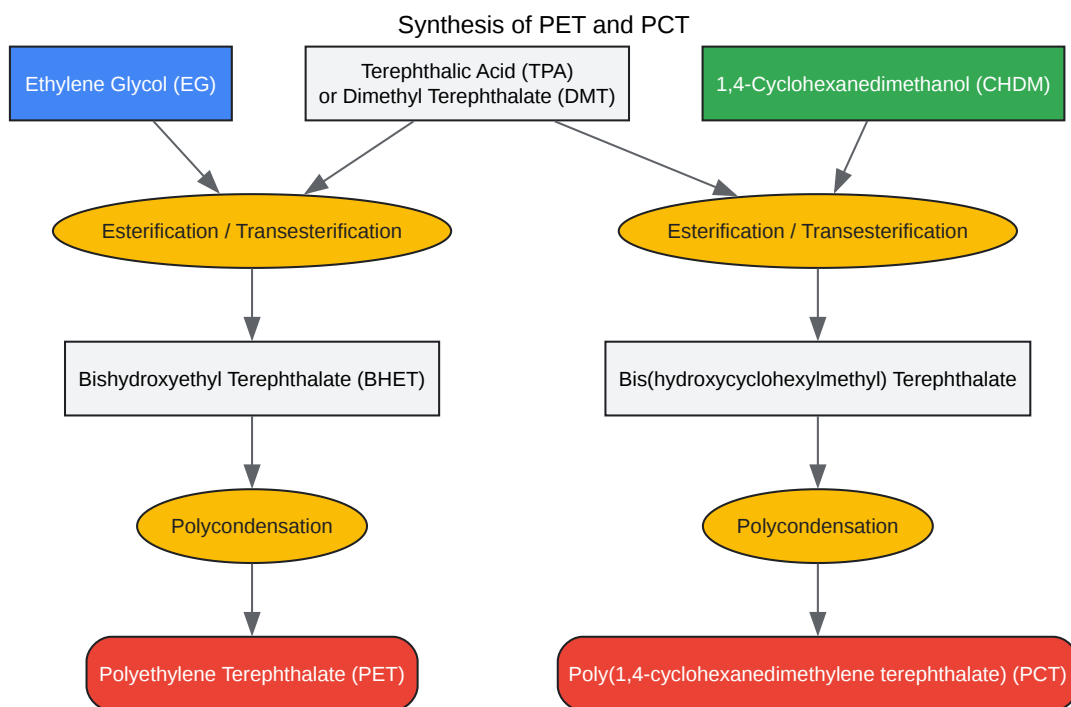 Synthesis of PET and PCT
Ethylene Glycol (EG)
Terephthalic Acid (TPA)
or Dimethyl Terephthalate (DMT)
1,4-Cyclohexanedimethanol (CHDM)
Esterification / Transesterification
Esterification / Transesterification
Bishydroxyethyl Terephthalate (BHET)
Bis(hydroxycyclohexylmethyl) Terephthalate
Polycondensation
Polycondensation
Polyethylene Terephthalate (PET)
Poly(1,4-cyclohexanedimethylene terephthalate) (PCT)